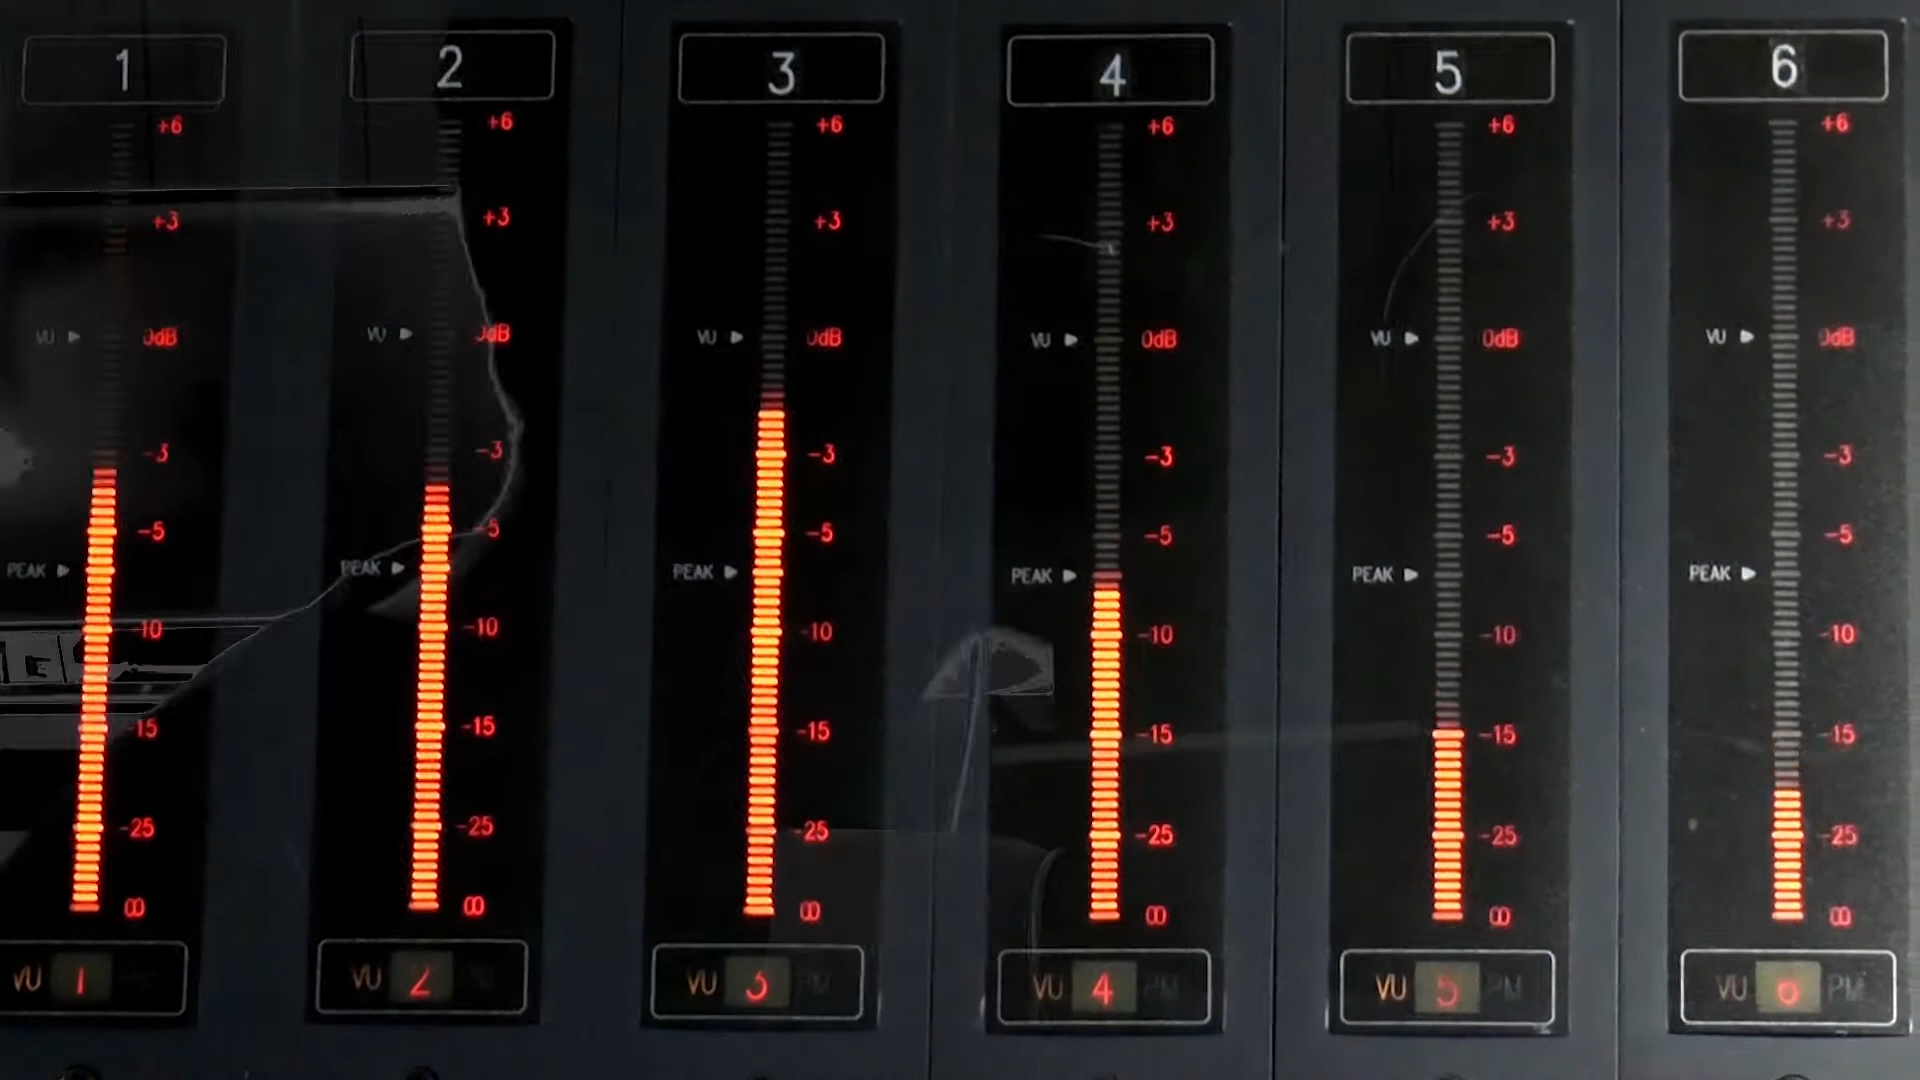 1 2 3 4 5 6
+6 +6 +6 +6 +6 +6
+3 +3 +3 +3 +3 +3
VU 0dB VU 0dB VU 0dB VU 0dB VU 0dB VU 0dB
-3 -3 -3 -3 -3 -3
-5 -5 -5 -5 -5 -5
PEAK PEAK PEAK PEAK PEAK PEAK
-10 -10 -10 -10 -10 -10
-15 -15 -15 -15 -15 -15
-25 -25 -25 -25 -25 -25
∞ ∞ ∞ ∞ ∞ ∞
VU 1 VU 2 VU 3 VU 4 VU 5 PM VU 6 PM